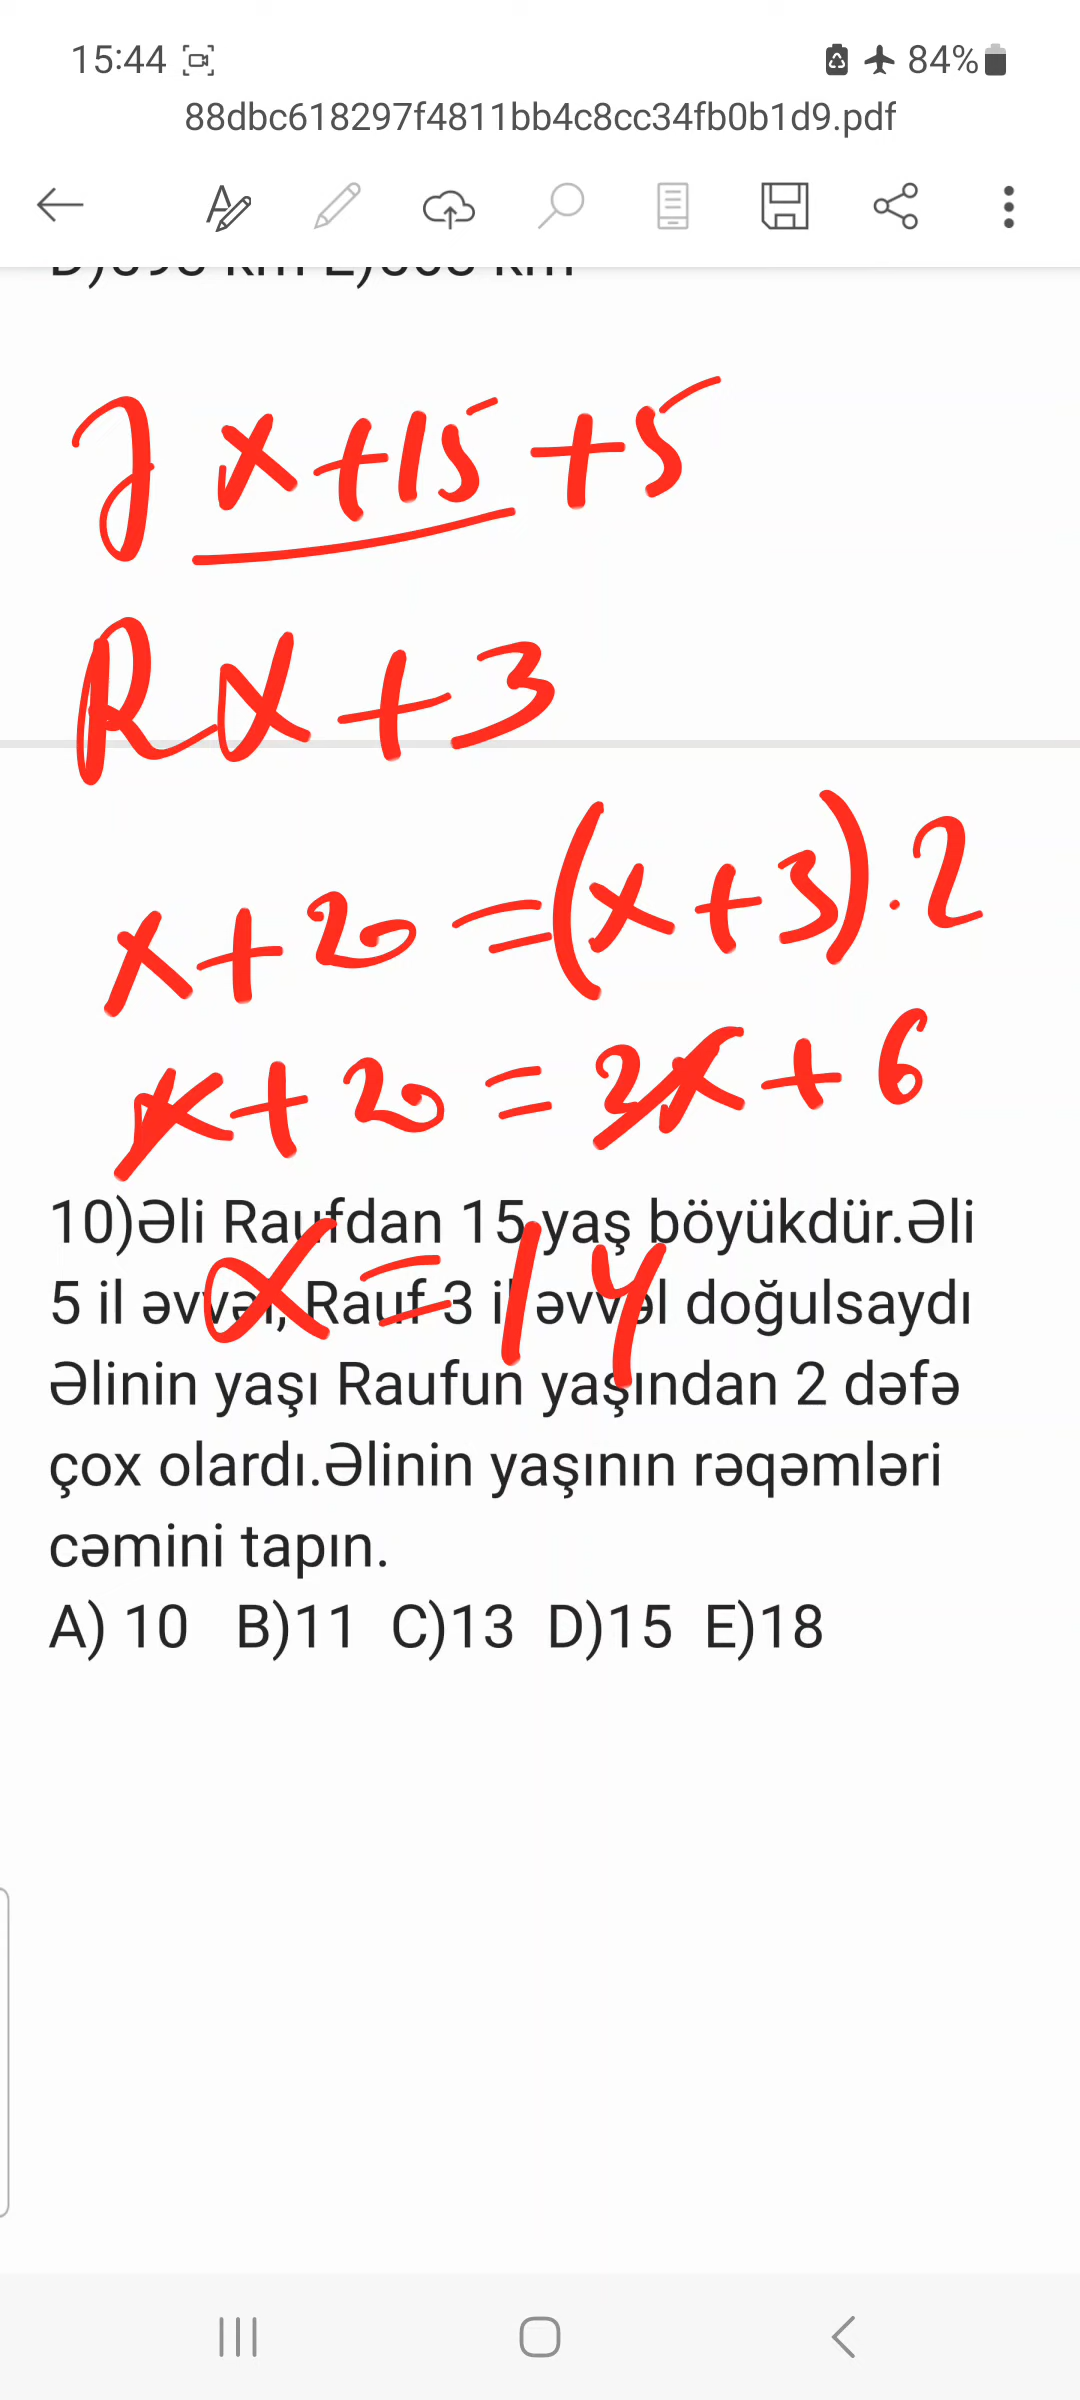 15:44 84%
88dbc618297f4811bb4c8cc34fb0b1d9.pdf
x+15+5
R x+3
x+20=(x+3).2
x+20=2x+6
10)Əli Raufdan 15 yaş böyükdür.Əli
5 il əvvəl, Rauf 3 il əvvəl doğulsaydı
x=14
Əlinin yaşı Raufun yaşından 2 dəfə
çox olardı.Əlinin yaşının rəqəmləri
cəmini tapın.
A) 10 B)11 C)13 D)15 E)18